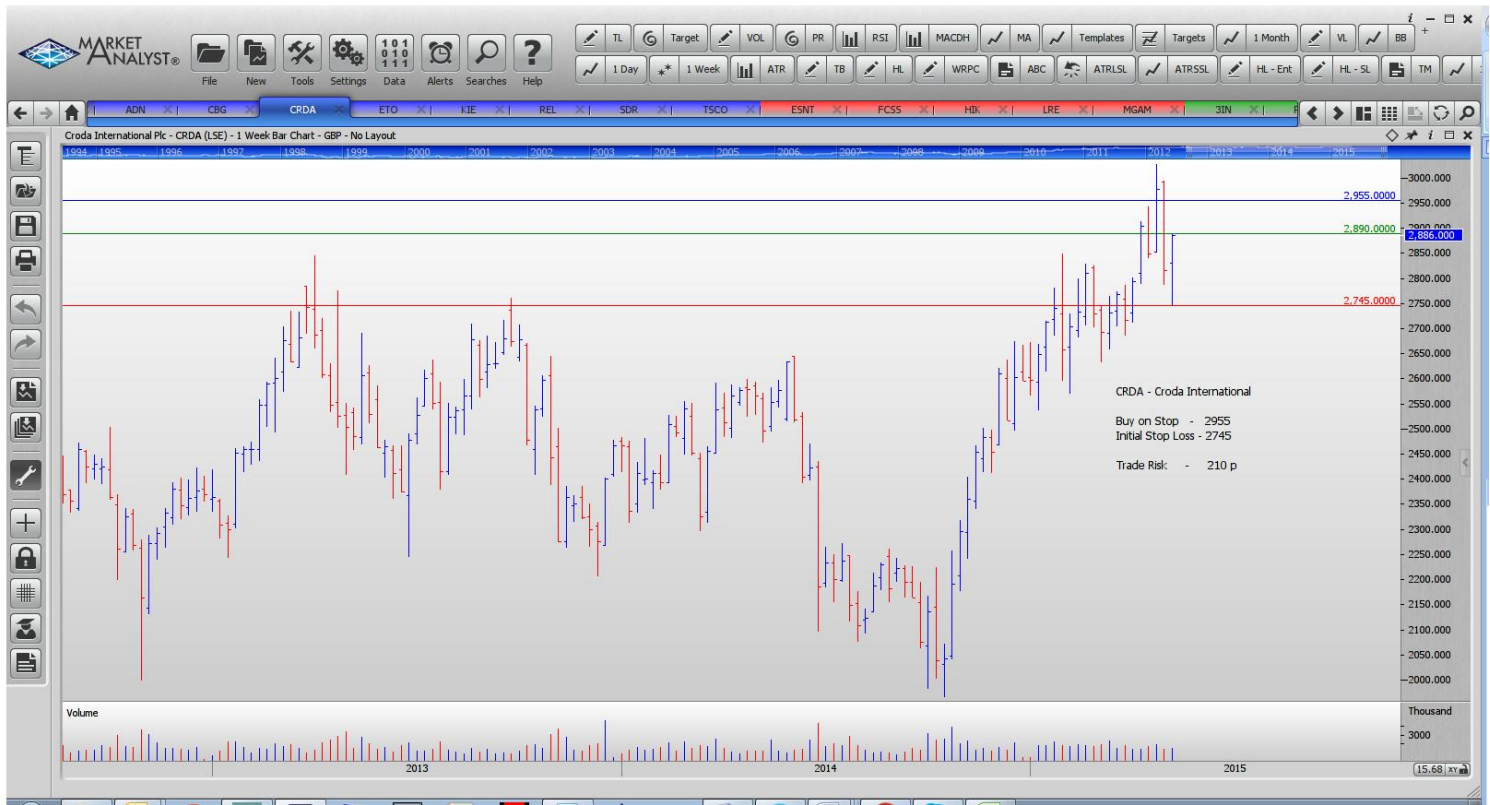 MARKET
ANALYST®
File New Tools Settings Data Alerts Searches Help
TL Target VOL PR RSI MACDH MA Templates Targets 1 Month VL BB
1 Day 1 Week ATR TB HL WRPC ABC ATRLSL ATRSSL HL - Ent HL - SL TM
ADN CBG CRDA ETO KIE REL SDR TSCO ESNT FCSS HIK LRE MGAM 3IN
Croda International Plc - CRDA (LSE) - 1 Week Bar Chart - GBP - No Layout
1994 1995 1996 1997 1998 1999 2000 2001 2002 2003 2004 2005 2006 2007 2008 2009 2010 2011 2012 2013 2014 2015
3000.000
2,955.0000
2950.000
2,890.0000
2900.000
2,886.000
2850.000
2800.000
2,745.0000
2750.000
2700.000
2650.000
2600.000
CRDA - Croda International
2550.000
Buy on Stop - 2955
2500.000
Initial Stop Loss - 2745
2450.000
Trade Risk - 210 p
2400.000
2350.000
2300.000
2250.000
2200.000
2150.000
2100.000
2050.000
2000.000
Volume
Thousand
3000
2013 2014 2015
15.68 XY